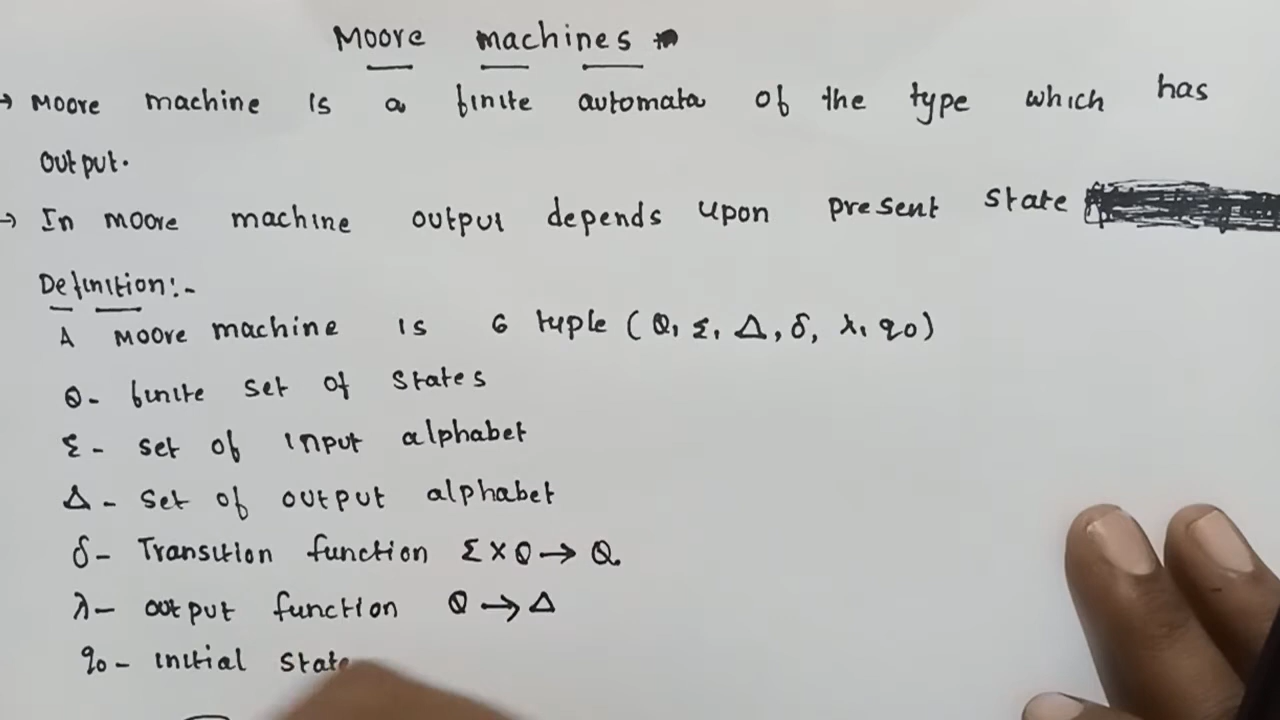 Moore machines
→ Moore machine is a finite automata of the type which has
output.
→ In moore machine output depends upon present state
Definition:-
A Moore machine is 6 tuple (Q, Σ, Δ, δ, λ, q0)
Q- finite set of states
Σ- set of input alphabet
Δ- set of output alphabet
δ- Transition function Σ×Q→Q
λ- output function Q→Δ
q0- initial state